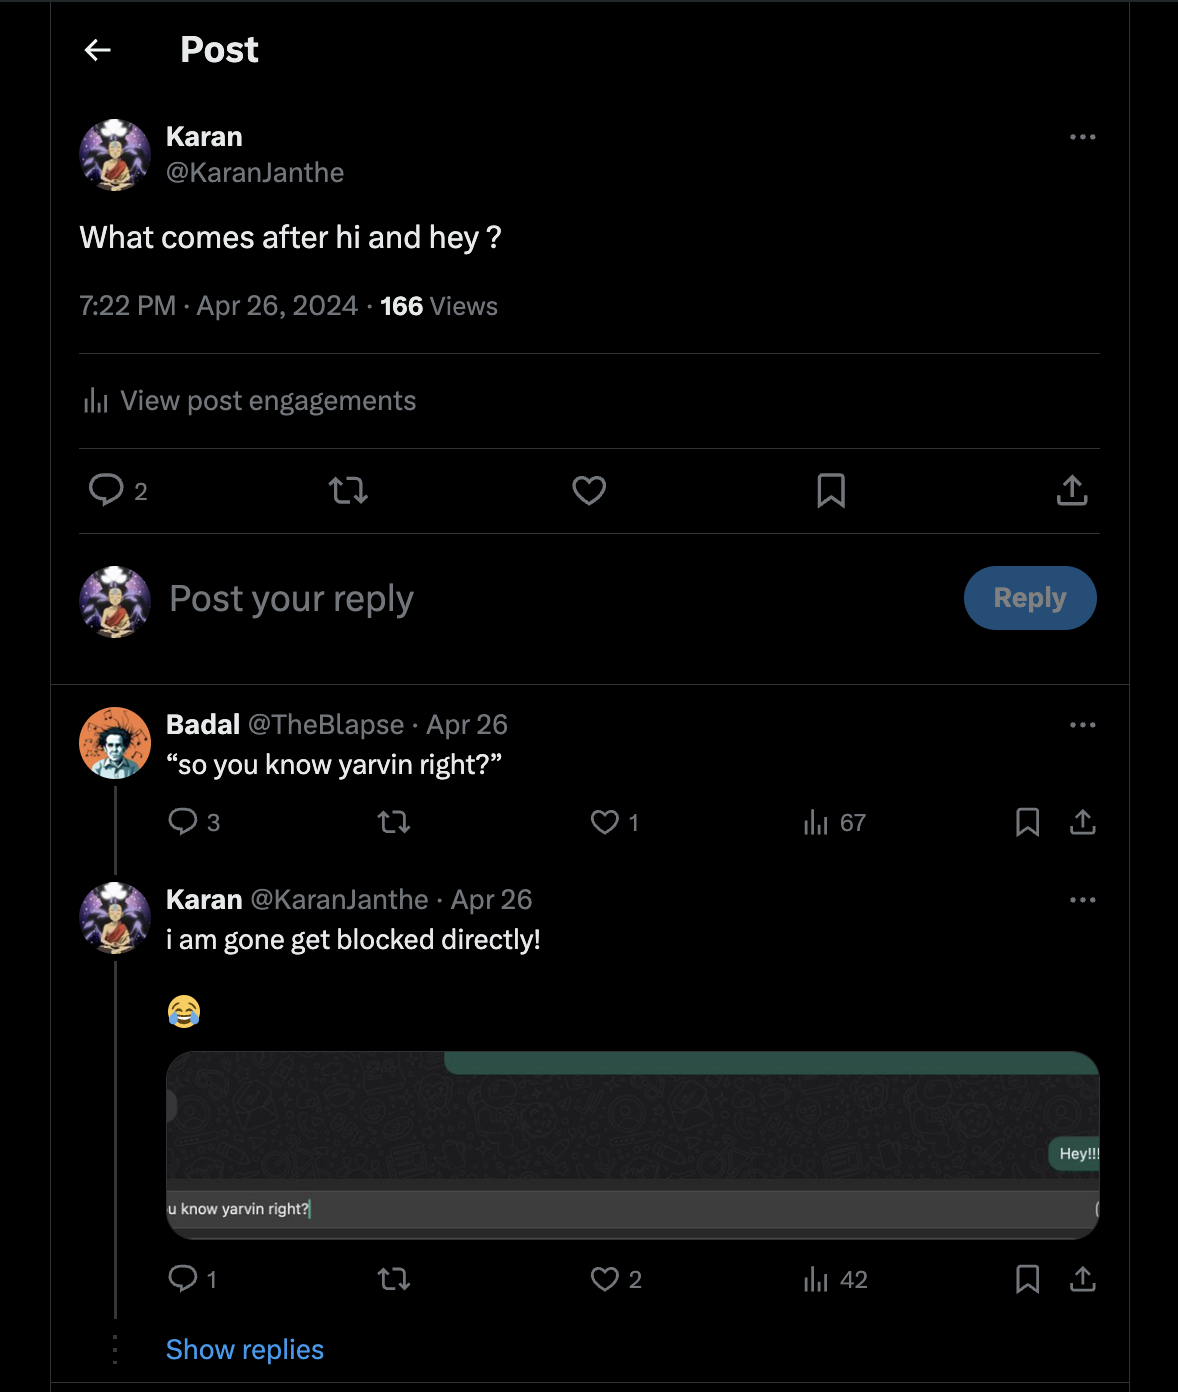 Post
Karan
@KaranJanthe
What comes after hi and hey ?
7:22 PM · Apr 26, 2024 · 166 Views
View post engagements
2
Post your reply
Reply
Badal @TheBlapse · Apr 26
“so you know yarvin right?”
3 1 67
Karan @KaranJanthe · Apr 26
i am gone get blocked directly!
😂
Hey!!!
u know yarvin right?
1 2 42
Show replies